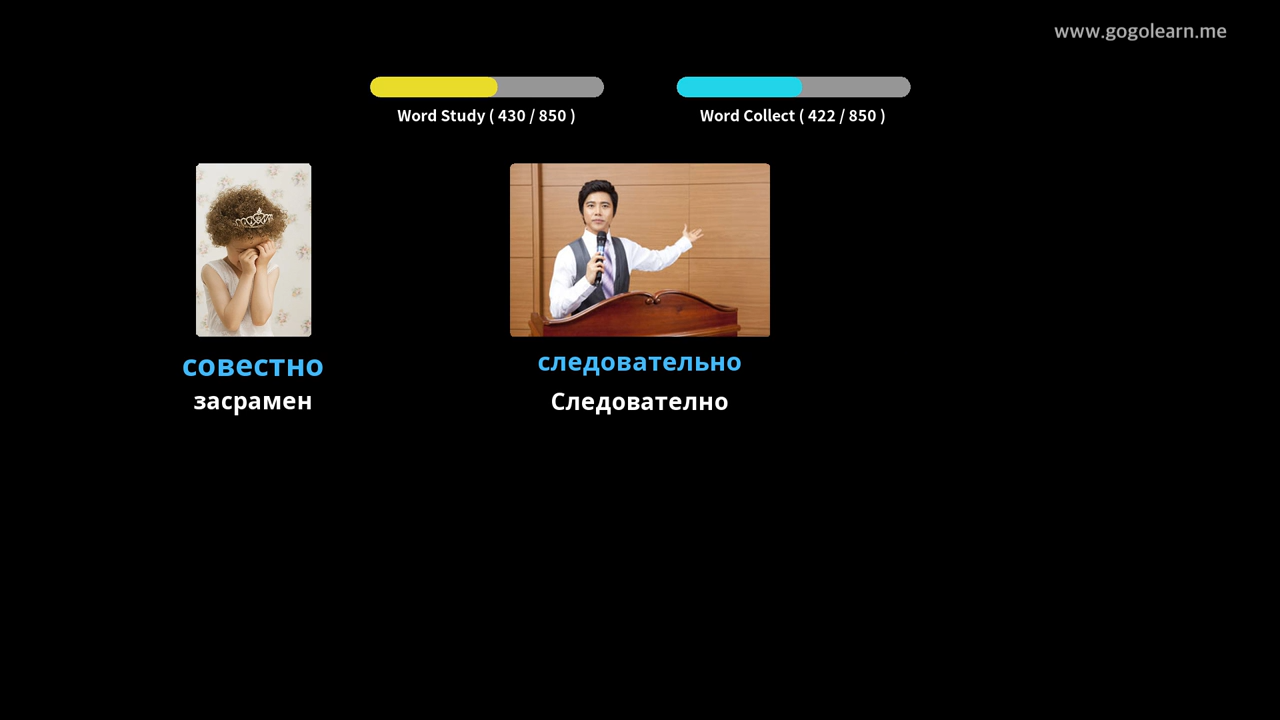 www.gogolearn.me
Word Study ( 430 / 850 )
Word Collect ( 422 / 850 )
совестно
засрамен
следовательно
Следователно